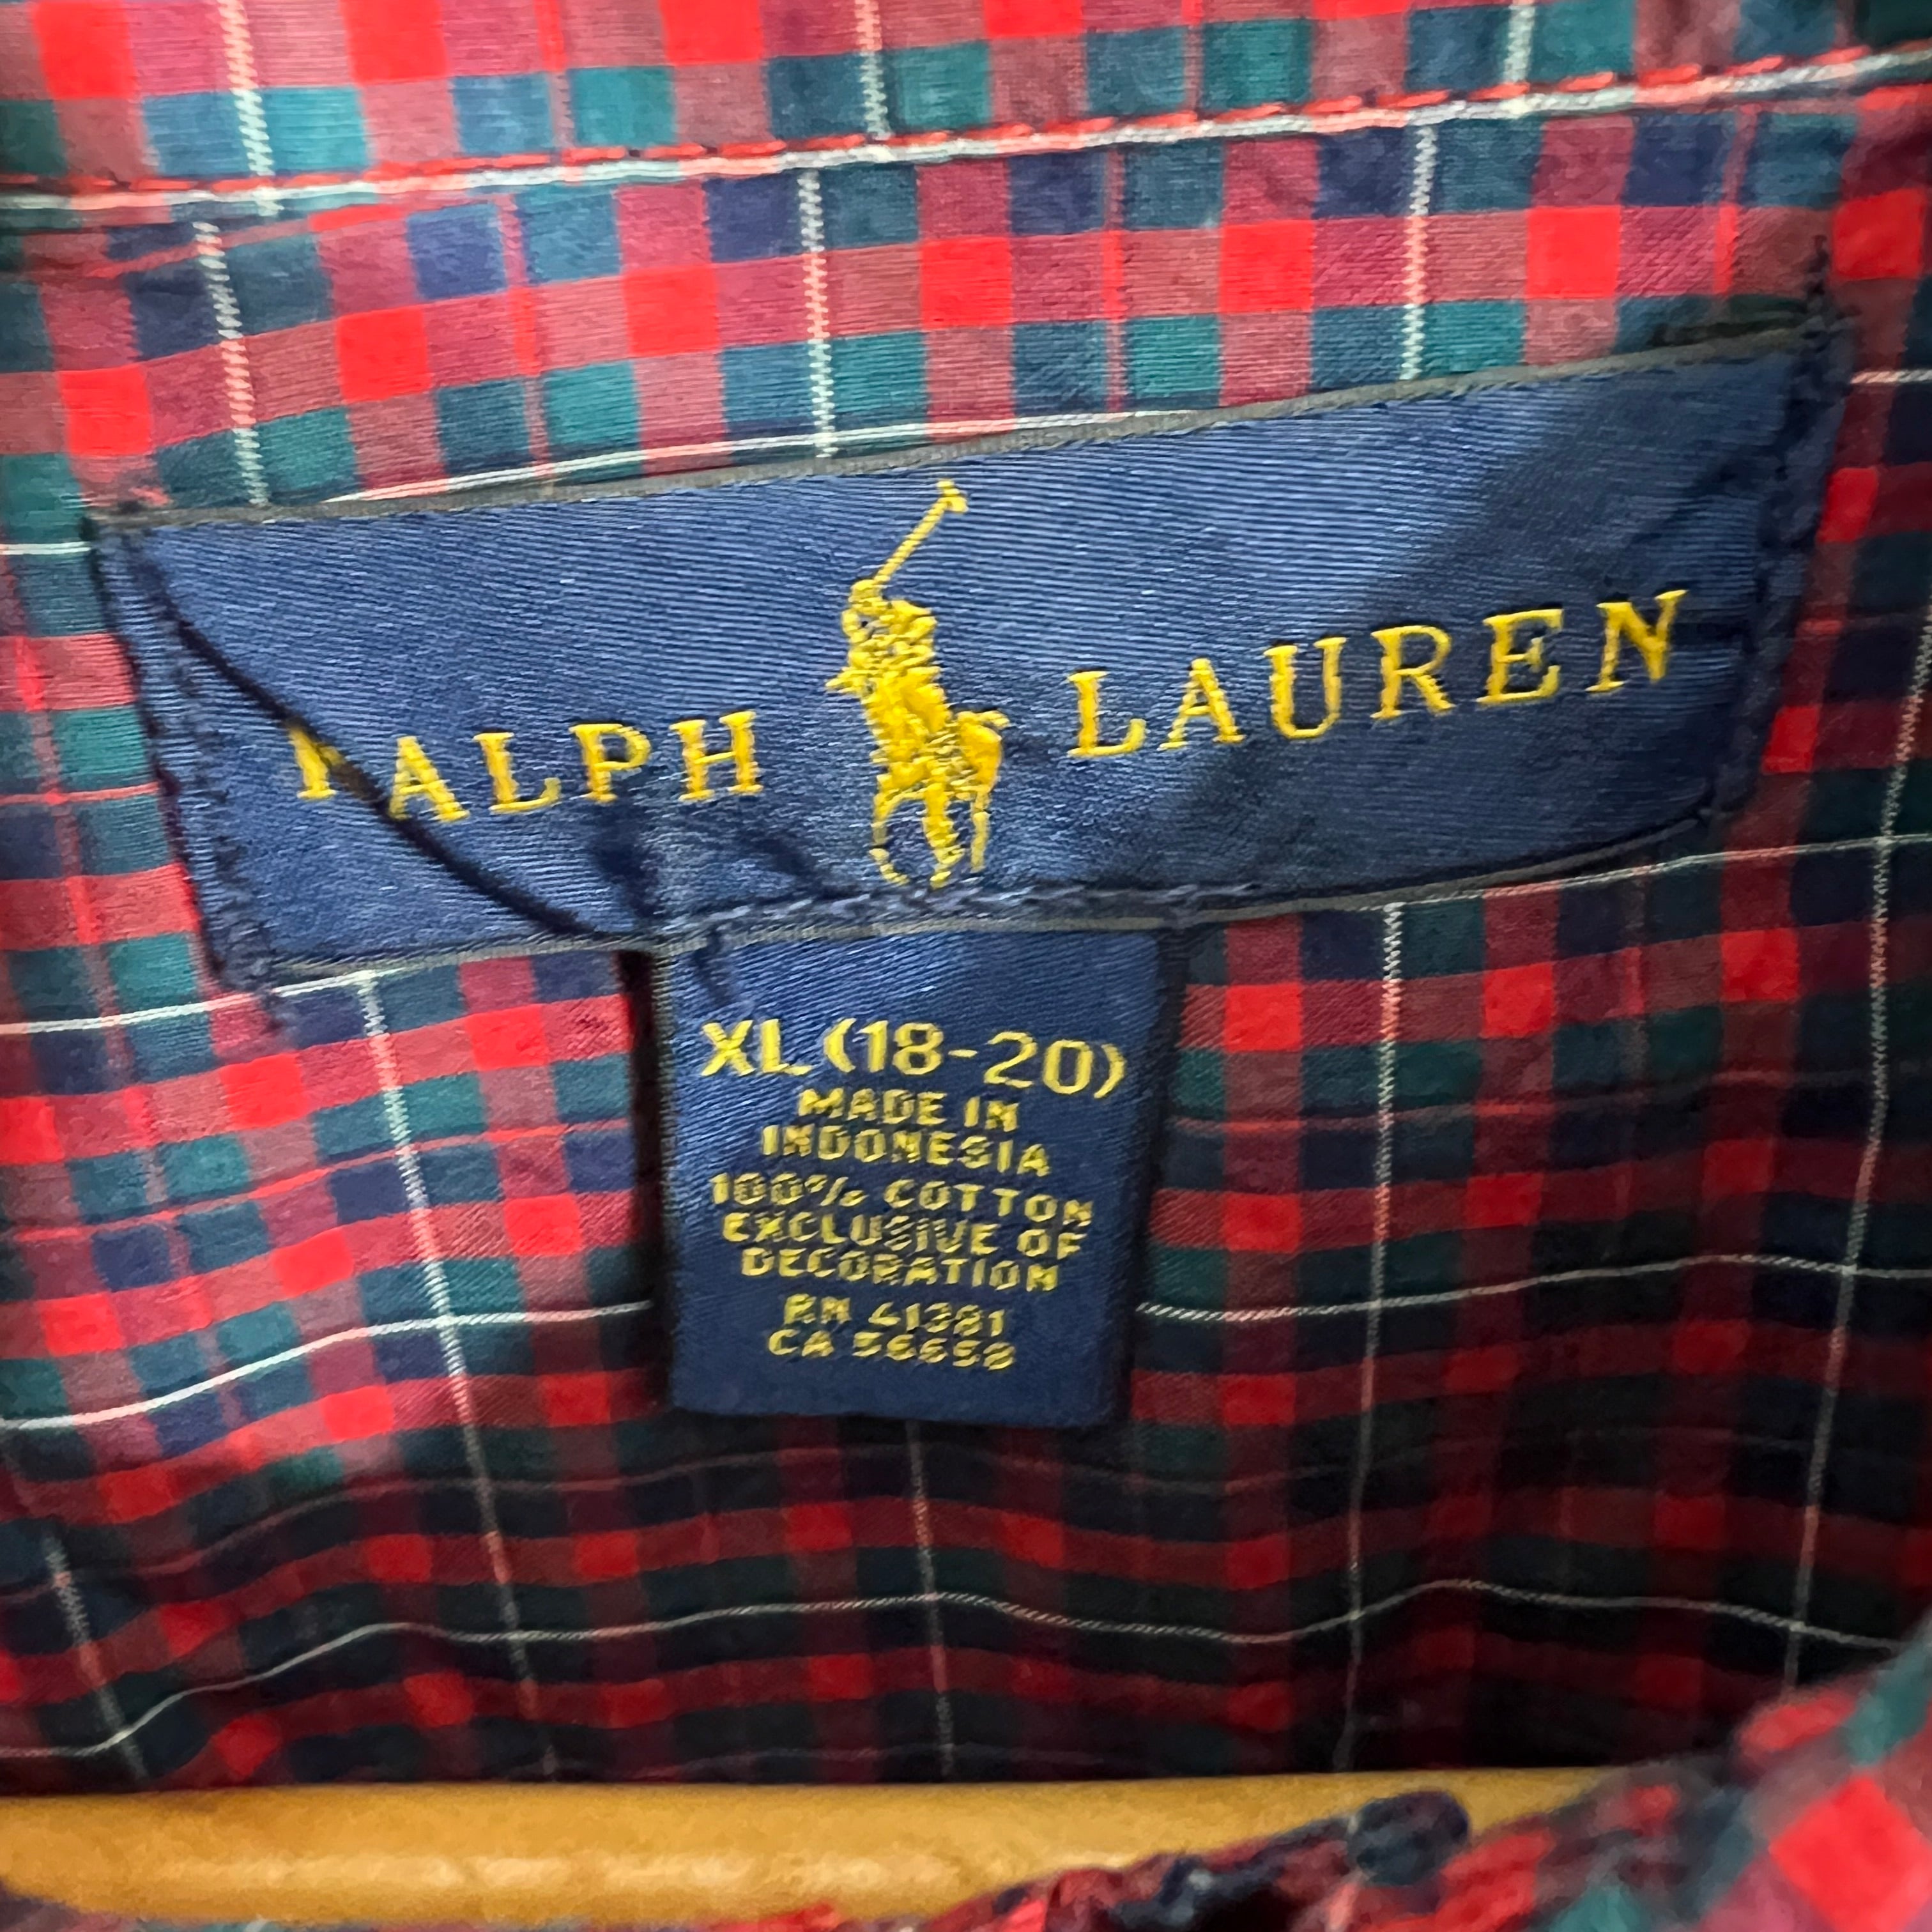 RALPH LAUREN
XL (18-20)
MADE IN
INDONESIA
100% COTTON
EXCLUSIVE OF
DECORATION
RN 41381
CA 56658